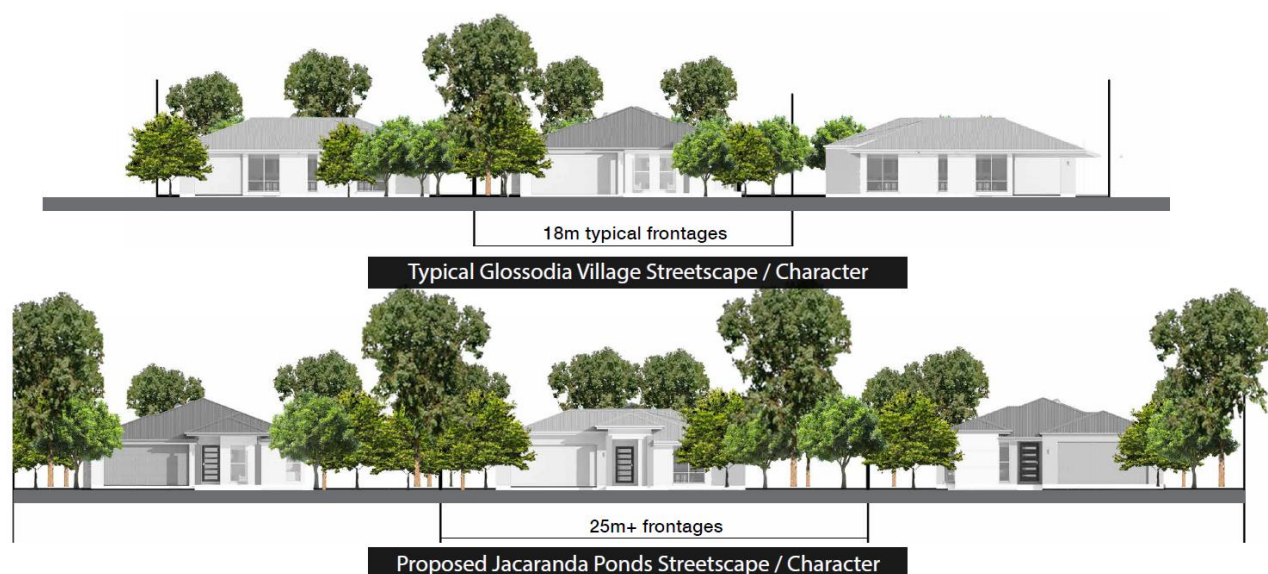 18m typical frontages
Typical Glossodia Village Streetscape / Character
25m+ frontages
Proposed Jacaranda Ponds Streetscape / Character